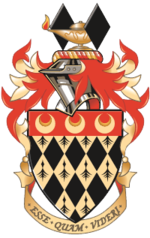 · ESSE · QUAM · VIDERI ·